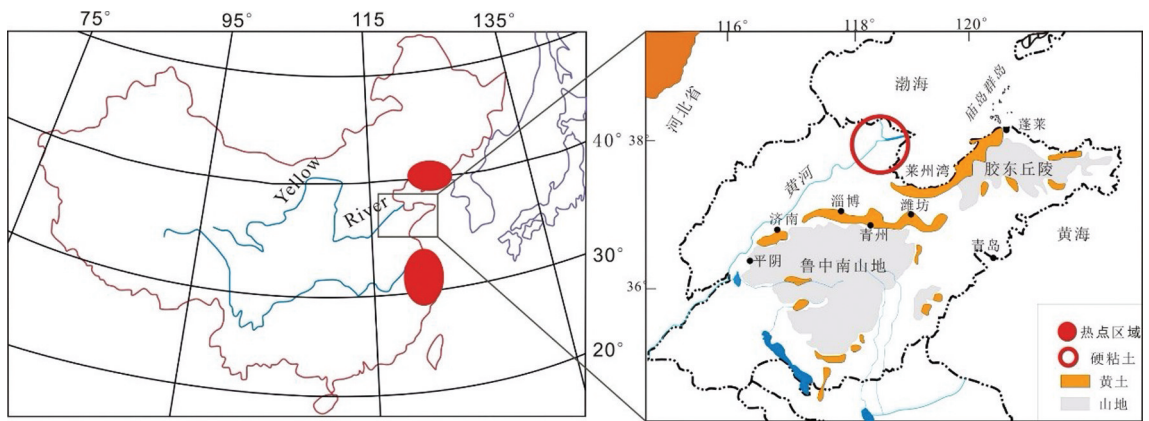 75°
95°
115
135°
40°
30°
20°
Yellow
River
116°
118°
120°
38°
36°
河北省
渤海
庙岛群岛
蓬莱
莱州湾
胶东丘陵
黄河
淄博
潍坊
济南
青州
黄海
青岛
平阴
鲁中南山地
热点区域
硬粘土
黄土
山地